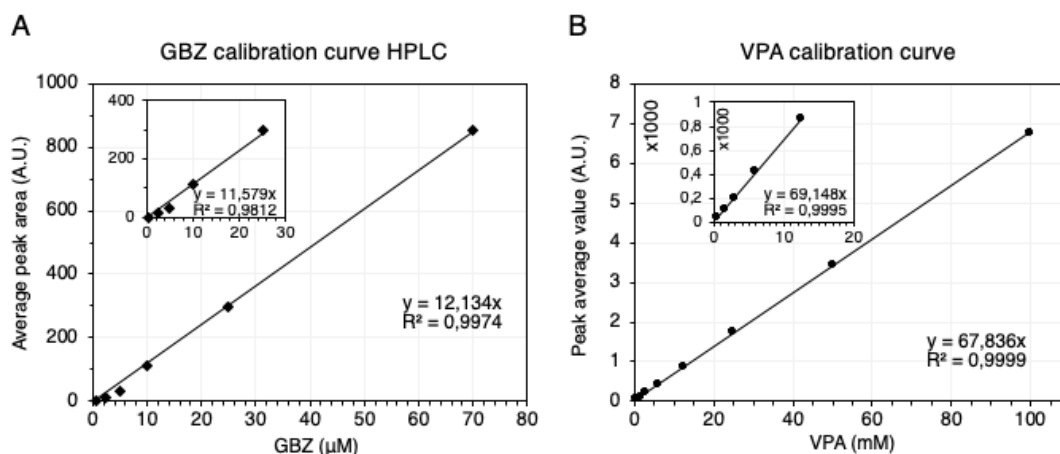 A
GBZ calibration curve HPLC
Average peak area (A.U.)
1000
800
600
400
200
0
0
10
20
30
40
50
60
70
80
GBZ (µM)
y = 12,134x
R² = 0,9974
400
300
0
0
10
20
30
y = 11,579x
R² = 0,9812
B
VPA calibration curve
Peak average value (A.U.)
x1000
8
7
6
5
4
3
2
1
0
0
20
40
60
80
100
VPA (mM)
y = 67,836x
R² = 0,9999
x1000
1
0,8
0,6
0,4
0,2
0
0
10
20
y = 69,148x
R² = 0,9995